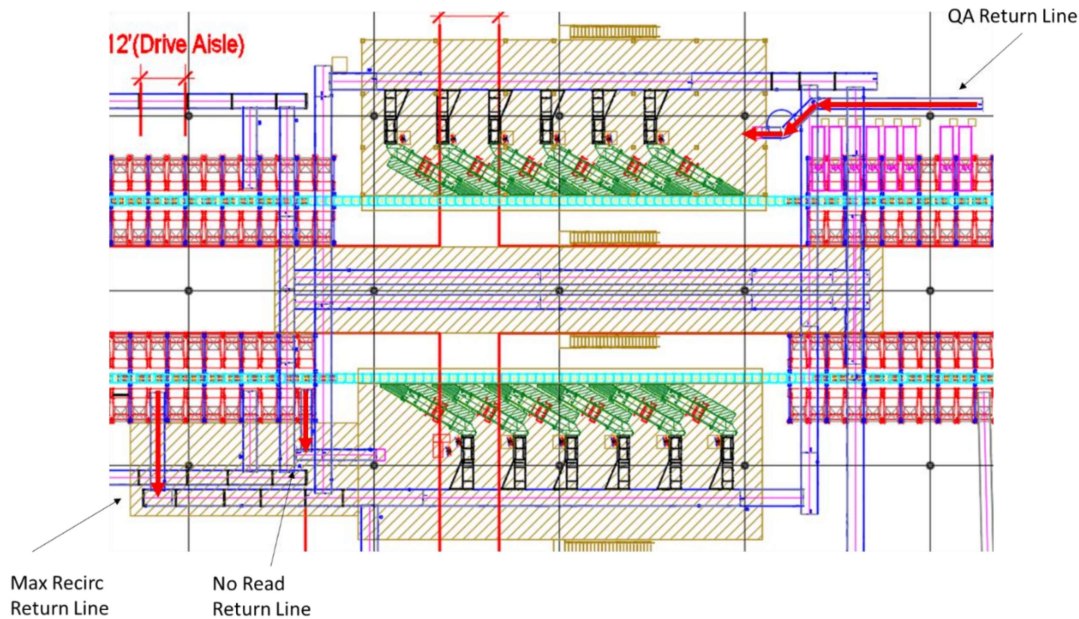 QA Return Line
12'(Drive Aisle)
Max Recirc
Return Line
No Read
Return Line